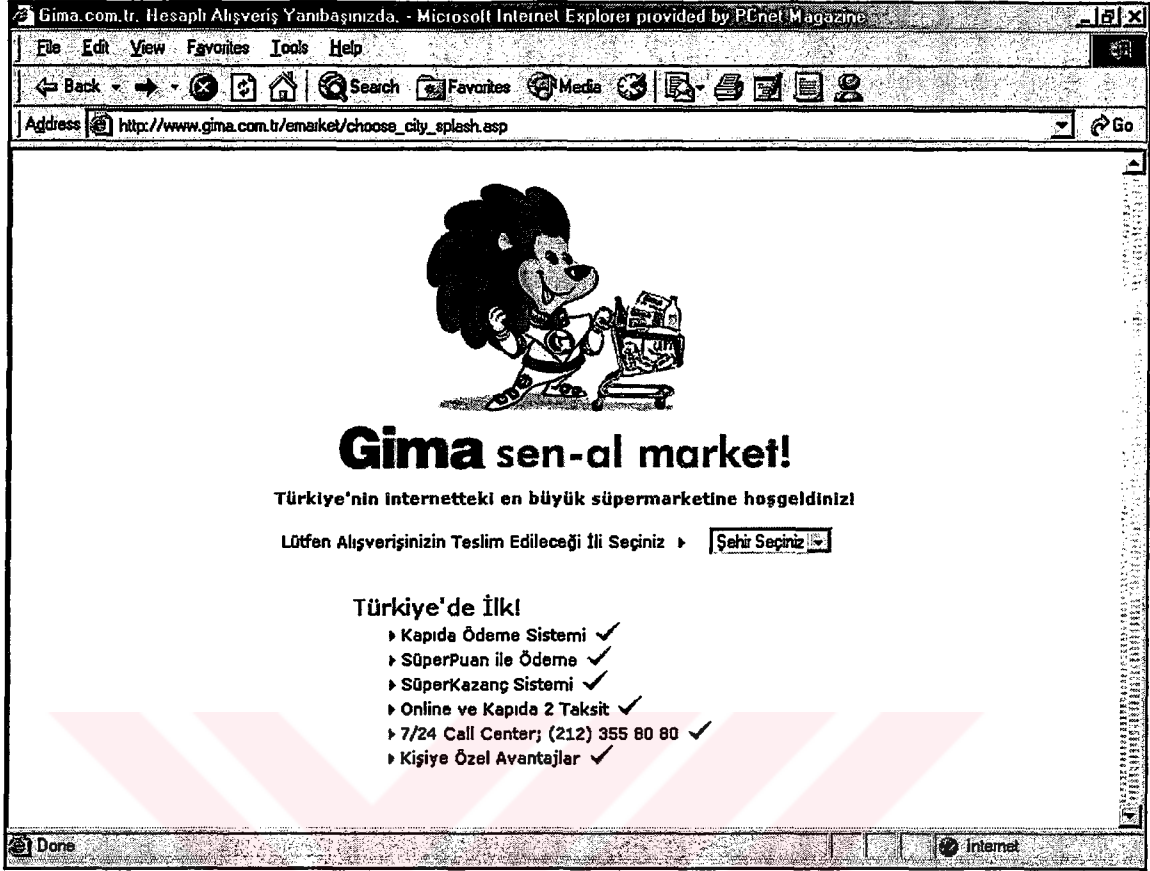 Gima.com.tr. Hesaplı Alışveriş Yanıbaşınızda. - Microsoft Internet Explorer provided by PCnet Magazine
File Edit View Favorites Tools Help
Back Search Favorites Media
Address http://www.gima.com.tr/emarket/choose_city_splash.asp Go
Gima
Gima sen-al market!
Türkiye'nin internetteki en büyük süpermarketine hoşgeldiniz!
Lütfen Alışverişinizin Teslim Edileceği İli Seçiniz Şehir Seçiniz
Türkiye'de İlk!
Kapıda Ödeme Sistemi
SüperPuan ile Ödeme
SüperKazanç Sistemi
Online ve Kapıda 2 Taksit
7/24 Call Center; (212) 355 80 80
Kişiye Özel Avantajlar
Done Internet